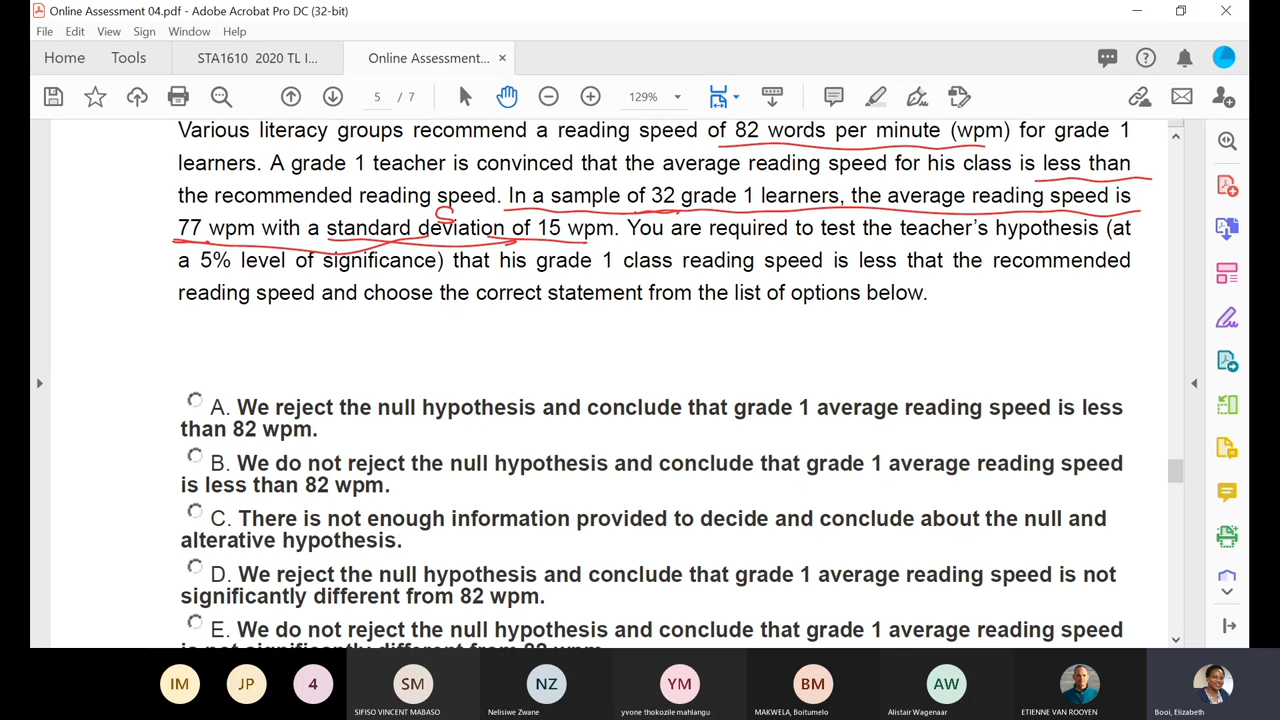 Online Assessment 04.pdf - Adobe Acrobat Pro DC (32-bit)
File Edit View Sign Window Help
Home Tools STA1610 2020 TL I... Online Assessment... ×
5 / 7 129%
Various literacy groups recommend a reading speed of 82 words per minute (wpm) for grade 1
learners. A grade 1 teacher is convinced that the average reading speed for his class is less than
the recommended reading speed. In a sample of 32 grade 1 learners, the average reading speed is
S
77 wpm with a standard deviation of 15 wpm. You are required to test the teacher's hypothesis (at
a 5% level of significance) that his grade 1 class reading speed is less that the recommended
reading speed and choose the correct statement from the list of options below.
A. We reject the null hypothesis and conclude that grade 1 average reading speed is less
than 82 wpm.
B. We do not reject the null hypothesis and conclude that grade 1 average reading speed
is less than 82 wpm.
C. There is not enough information provided to decide and conclude about the null and
alterative hypothesis.
D. We reject the null hypothesis and conclude that grade 1 average reading speed is not
significantly different from 82 wpm.
E. We do not reject the null hypothesis and conclude that grade 1 average reading speed
is not significantly different from 82 wpm.
IM JP 4 SM NZ YM BM AW
SIFISO VINCENT MABASO Nelisiwe Zwane yvone thokozile mahlangu MAKWELA, Boitumelo Alistair Wagenaar ETIENNE VAN ROOYEN Booi, Elizabeth